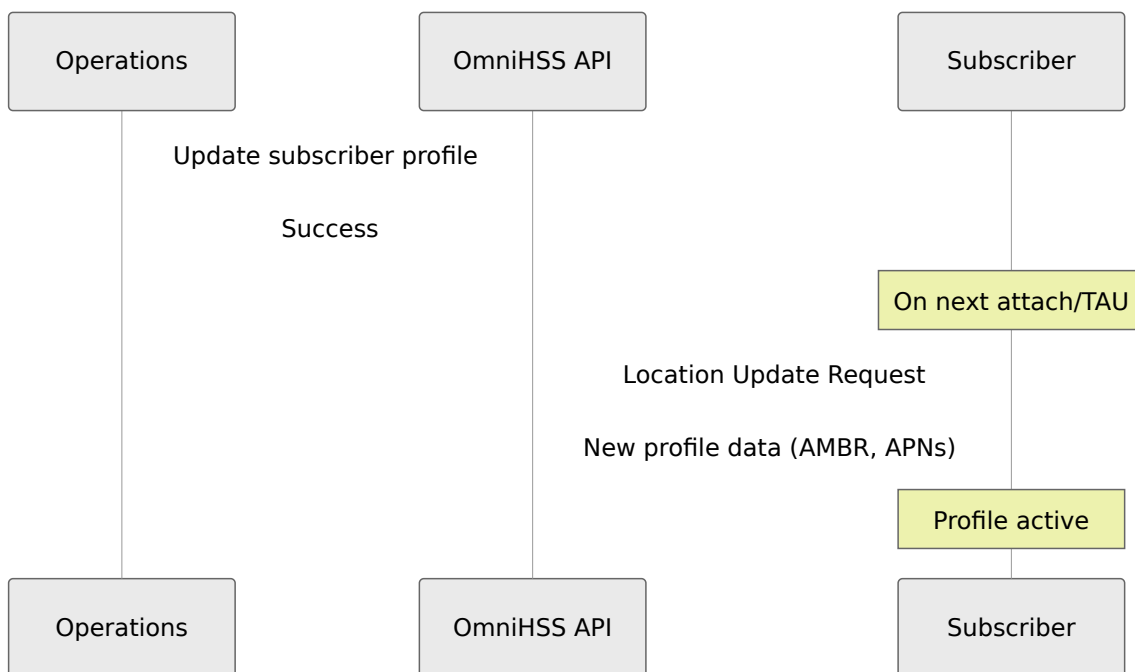 Operations
OmniHSS API
Subscriber
Update subscriber profile
Success
On next attach/TAU
Location Update Request
New profile data (AMBR, APNs)
Profile active
Operations
OmniHSS API
Subscriber